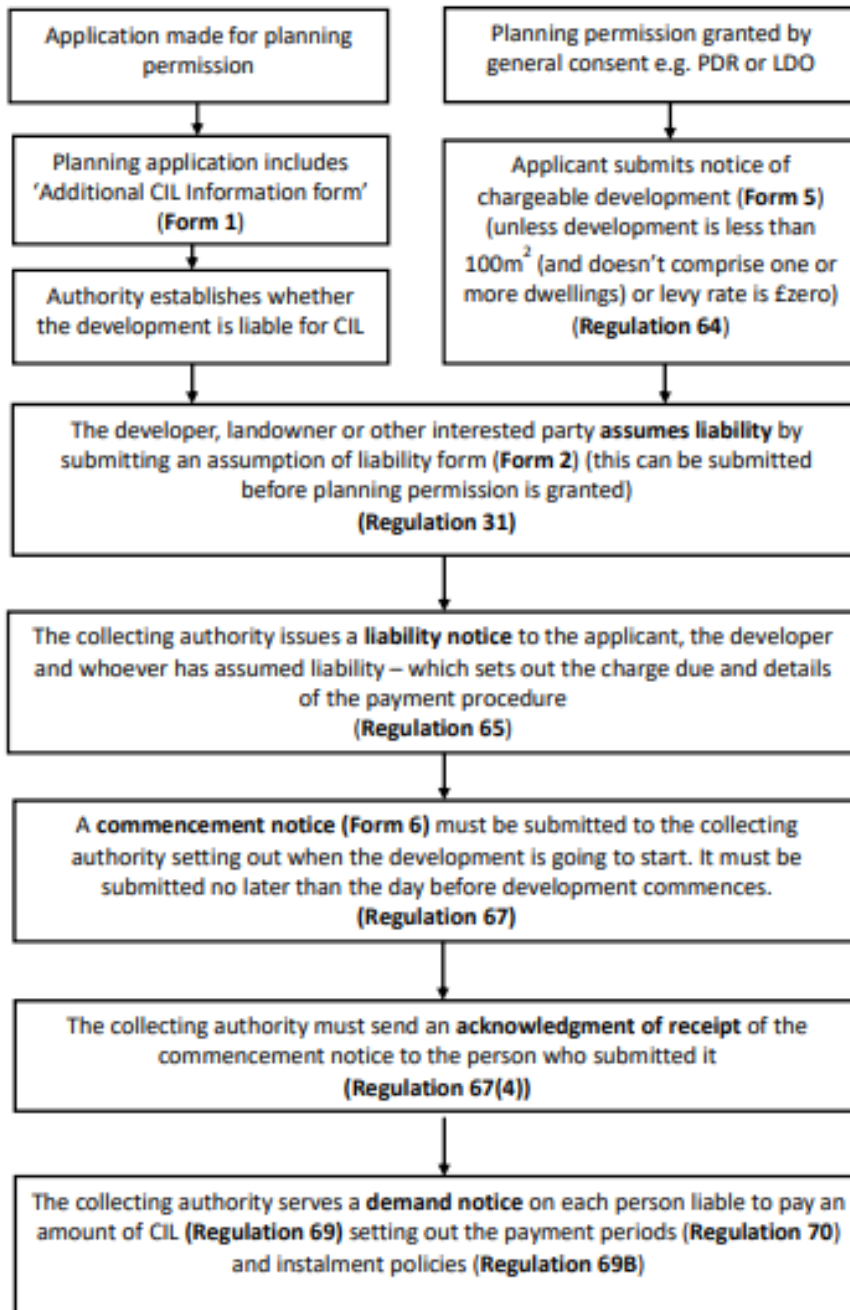 Application made for planning
permission
Planning permission granted by
general consent e.g. PDR or LDO
Planning application includes
‘Additional CIL Information form’
(Form 1)
Applicant submits notice of
chargeable development (Form 5)
(unless development is less than
100m² (and doesn’t comprise one or
more dwellings) or levy rate is £zero)
(Regulation 64)
Authority establishes whether
the development is liable for CIL
The developer, landowner or other interested party assumes liability by
submitting an assumption of liability form (Form 2) (this can be submitted
before planning permission is granted)
(Regulation 31)
The collecting authority issues a liability notice to the applicant, the developer
and whoever has assumed liability – which sets out the charge due and details
of the payment procedure
(Regulation 65)
A commencement notice (Form 6) must be submitted to the collecting
authority setting out when the development is going to start. It must be
submitted no later than the day before development commences.
(Regulation 67)
The collecting authority must send an acknowledgment of receipt of the
commencement notice to the person who submitted it
(Regulation 67(4))
The collecting authority serves a demand notice on each person liable to pay an
amount of CIL (Regulation 69) setting out the payment periods (Regulation 70)
and instalment policies (Regulation 69B)